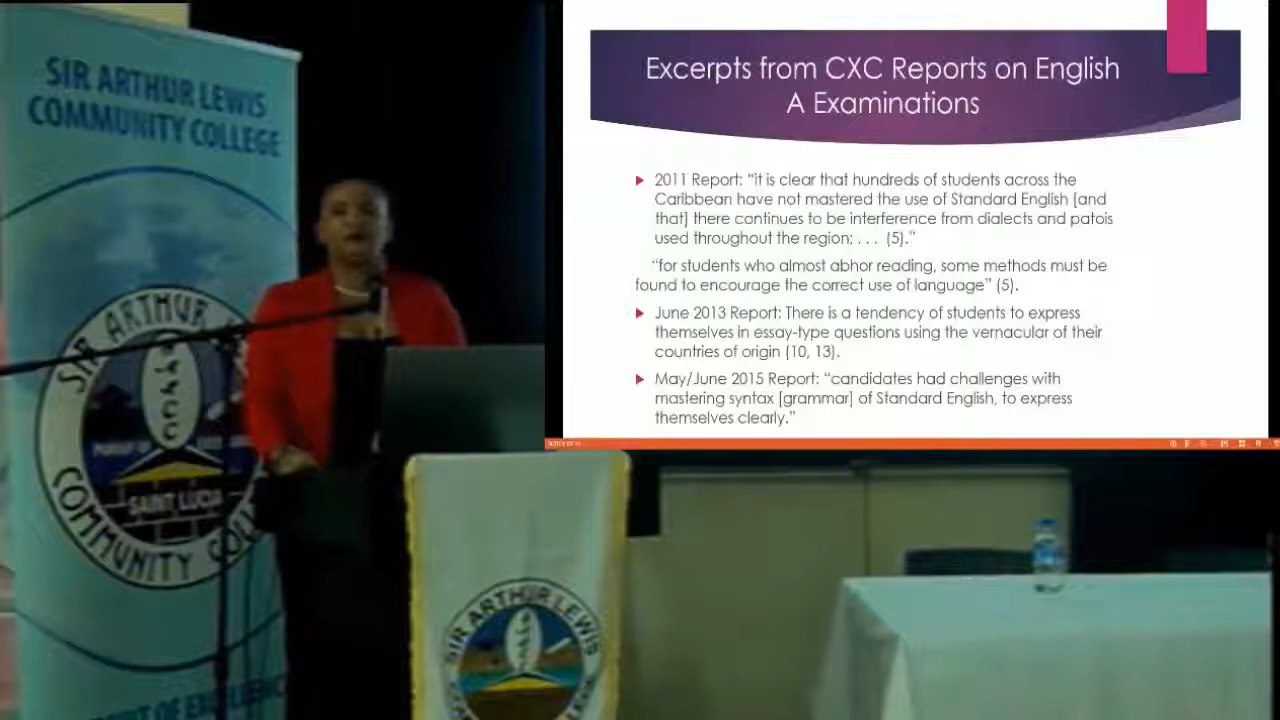 SIR ARTHUR LEWIS
COMMUNITY COLLEGE
SIR ARTHUR
SALCC
SAINT LUCIA
COMMUNITY
Excerpts from CXC Reports on English
A Examinations
2011 Report: “it is clear that hundreds of students across the
Caribbean have not mastered the use of Standard English [and
that] there continues to be interference from dialects and patois
used throughout the region; . . . (5).”
“for students who almost abhor reading, some methods must be
found to encourage the correct use of language” (5).
June 2013 Report: There is a tendency of students to express
themselves in essay-type questions using the vernacular of their
countries of origin (10, 13).
May/June 2015 Report: “candidates had challenges with
mastering syntax [grammar] of Standard English, to express
themselves clearly.”
SIR ARTHUR LEWIS